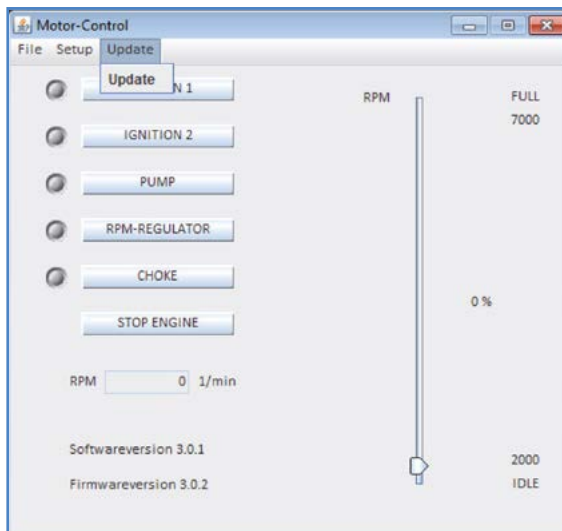 Motor-Control
File Setup Update
Update
N 1
RPM
FULL
7000
IGNITION 2
PUMP
RPM-REGULATOR
CHOKE
0 %
STOP ENGINE
RPM 0 1/min
Softwareversion 3.0.1
2000
Firmwareversion 3.0.2
IDLE